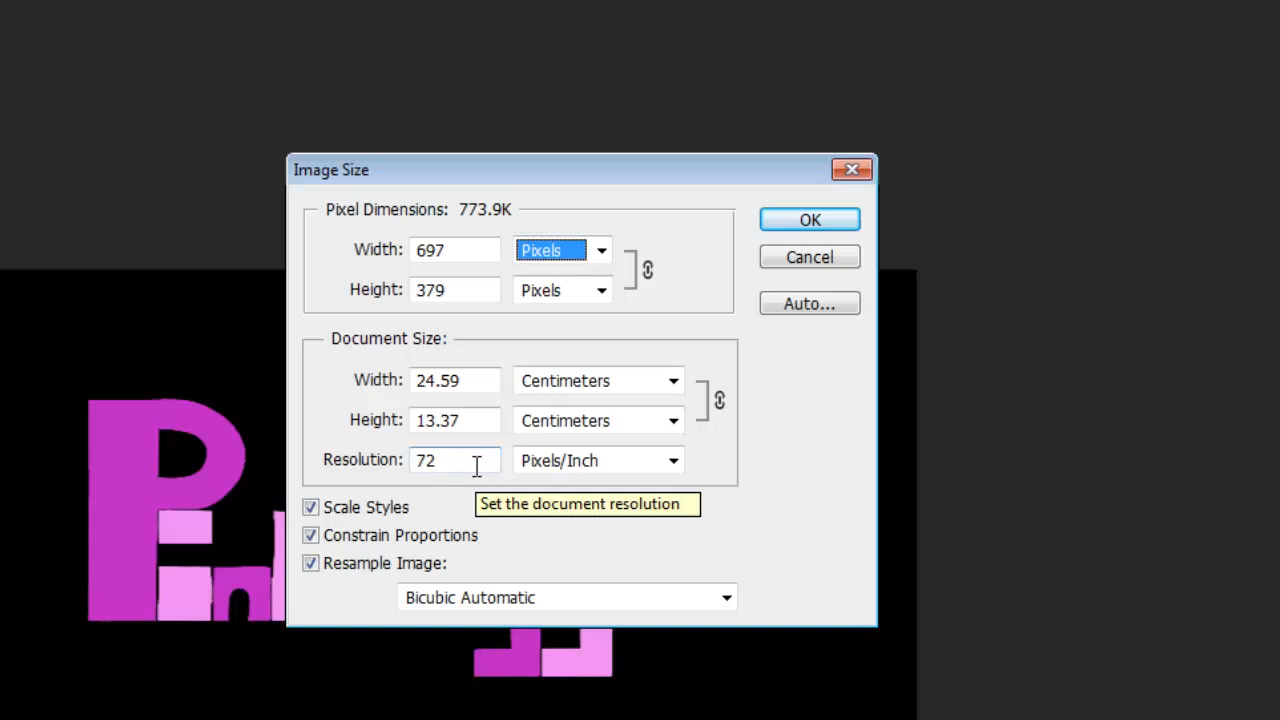 Image Size
Pixel Dimensions: 773.9K
OK
Width: 697 Pixels
Cancel
Height: 379 Pixels
Auto...
Document Size:
Width: 24.59 Centimeters
Height: 13.37 Centimeters
Resolution: 72 Pixels/Inch
Set the document resolution
Scale Styles
Constrain Proportions
Resample Image:
Bicubic Automatic
Pin